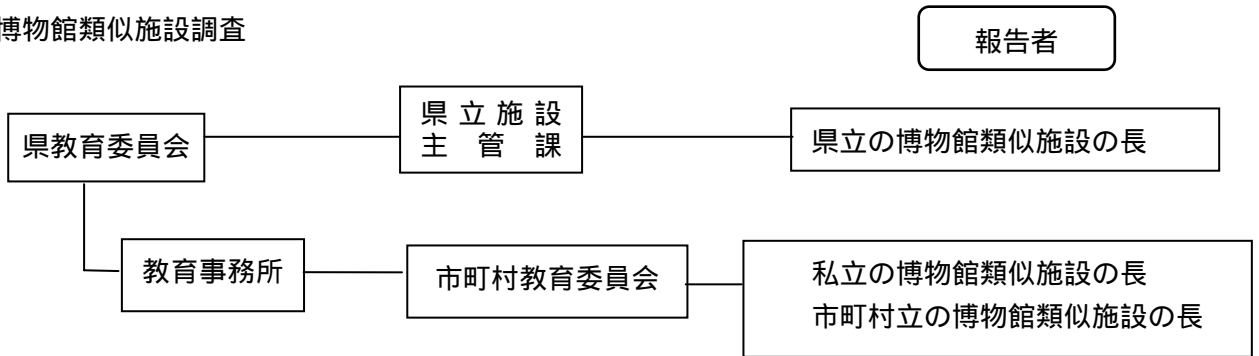 博物館類似施設調査
報告者
県教育委員会
県立施設
主管課
県立の博物館類似施設の長
教育事務所
市町村教育委員会
私立の博物館類似施設の長
市町村立の博物館類似施設の長